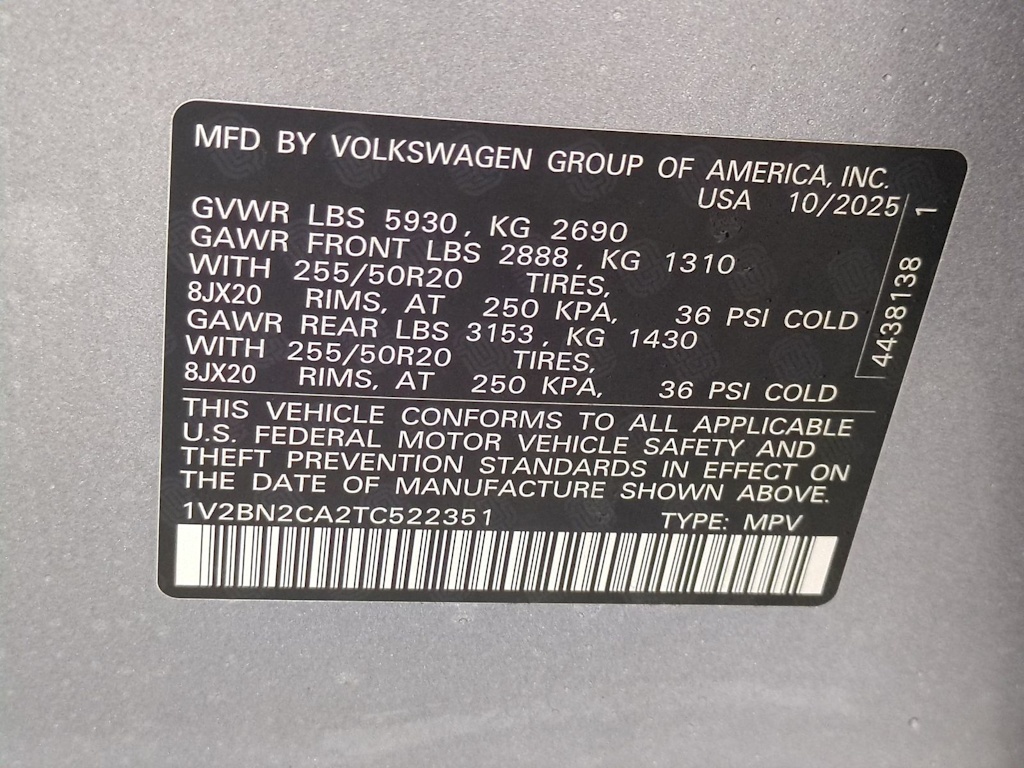 MFD BY VOLKSWAGEN GROUP OF AMERICA, INC.
USA 10/2025
GVWR LBS 5930, KG 2690
GAWR FRONT LBS 2888, KG 1310
WITH 255/50R20 TIRES,
8JX20 RIMS, AT 250 KPA, 36 PSI COLD
GAWR REAR LBS 3153, KG 1430
WITH 255/50R20 TIRES,
8JX20 RIMS, AT 250 KPA, 36 PSI COLD
4438138 1
THIS VEHICLE CONFORMS TO ALL APPLICABLE
U.S. FEDERAL MOTOR VEHICLE SAFETY AND
THEFT PREVENTION STANDARDS IN EFFECT ON
THE DATE OF MANUFACTURE SHOWN ABOVE.
1V2BN2CA2TC522351 TYPE: MPV